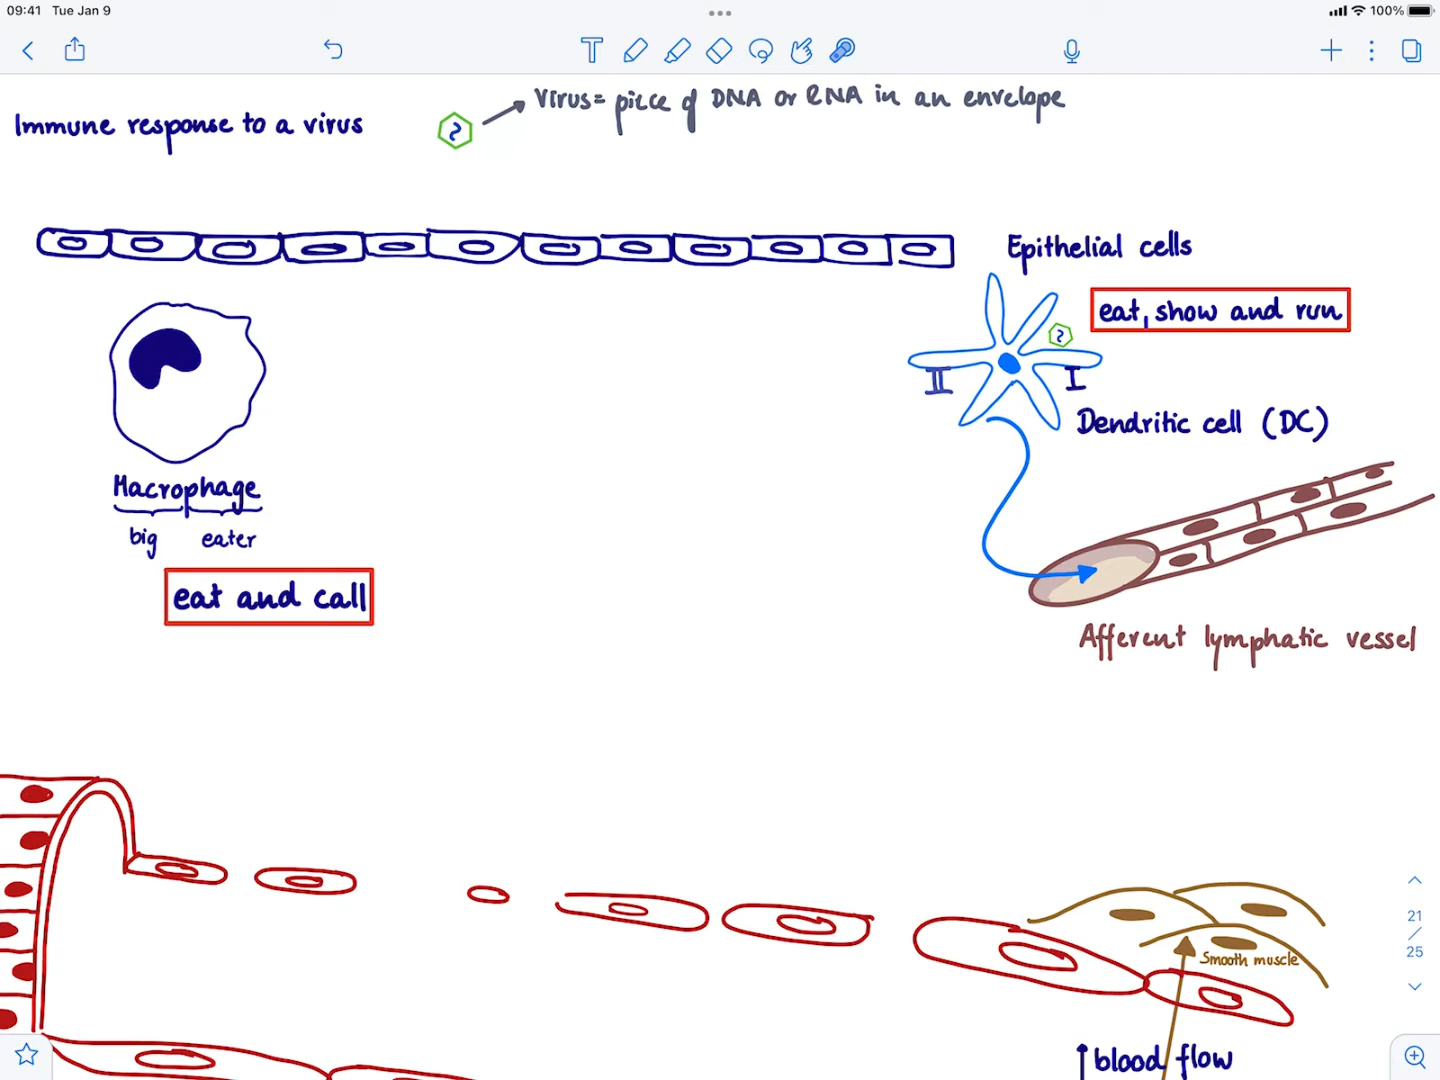 09:41 Tue Jan 9
100%
Immune response to a virus
Virus = piece of DNA or RNA in an envelope
Epithelial cells
eat, show and run
II
I
Dendritic cell (DC)
Macrophage
big eater
eat and call
Afferent lymphatic vessel
Smooth muscle
↑ blood flow
21
/
25